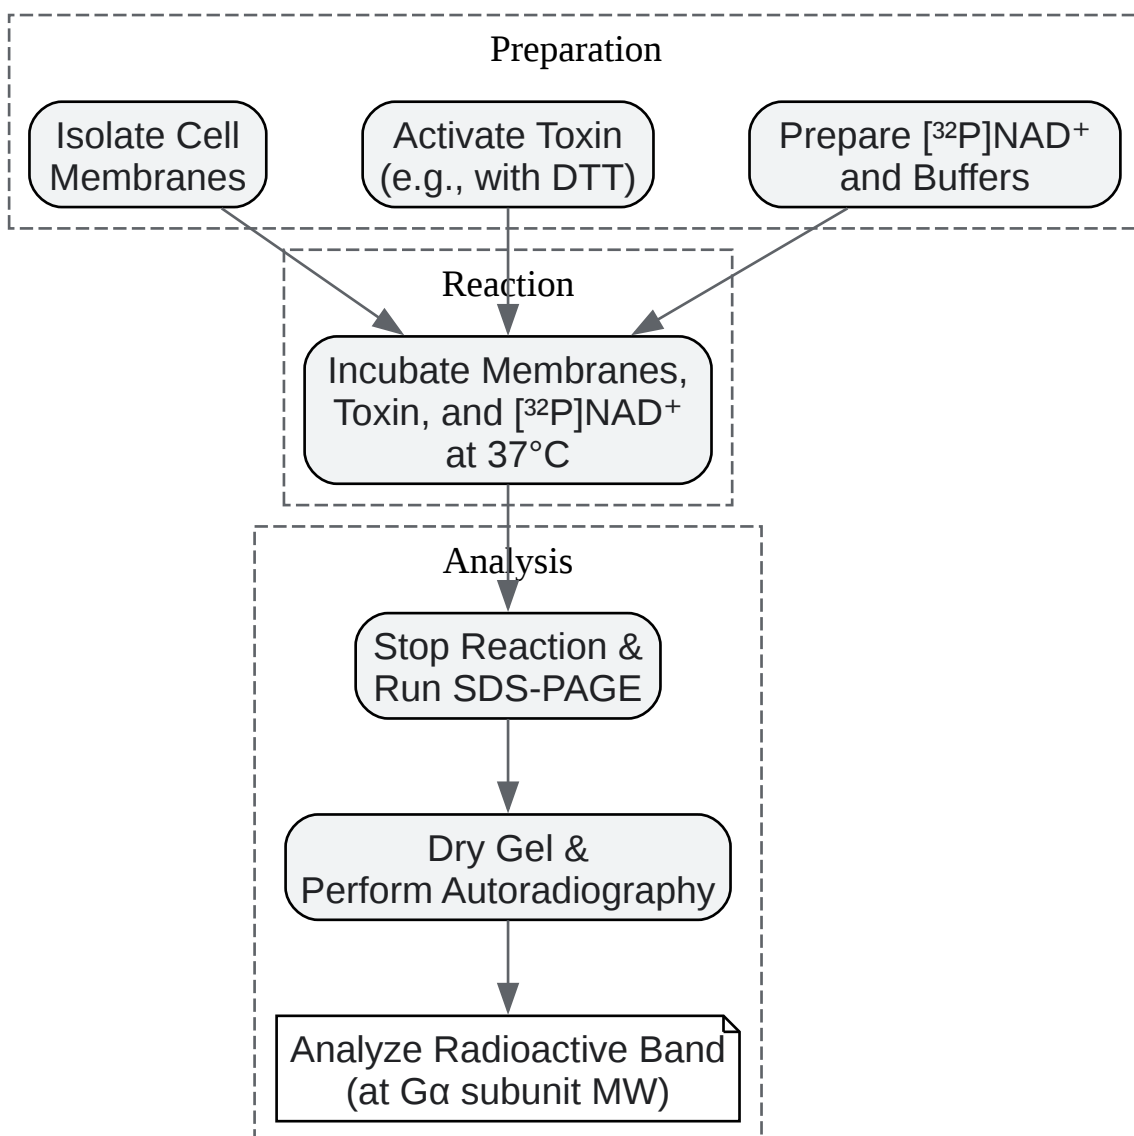 Preparation
Isolate Cell
Membranes
Activate Toxin
(e.g., with DTT)
Prepare [³²P]NAD⁺
and Buffers
Reaction
Incubate Membranes,
Toxin, and [³²P]NAD⁺
at 37°C
Analysis
Stop Reaction &
Run SDS-PAGE
Dry Gel &
Perform Autoradiography
Analyze Radioactive Band
(at Gα subunit MW)